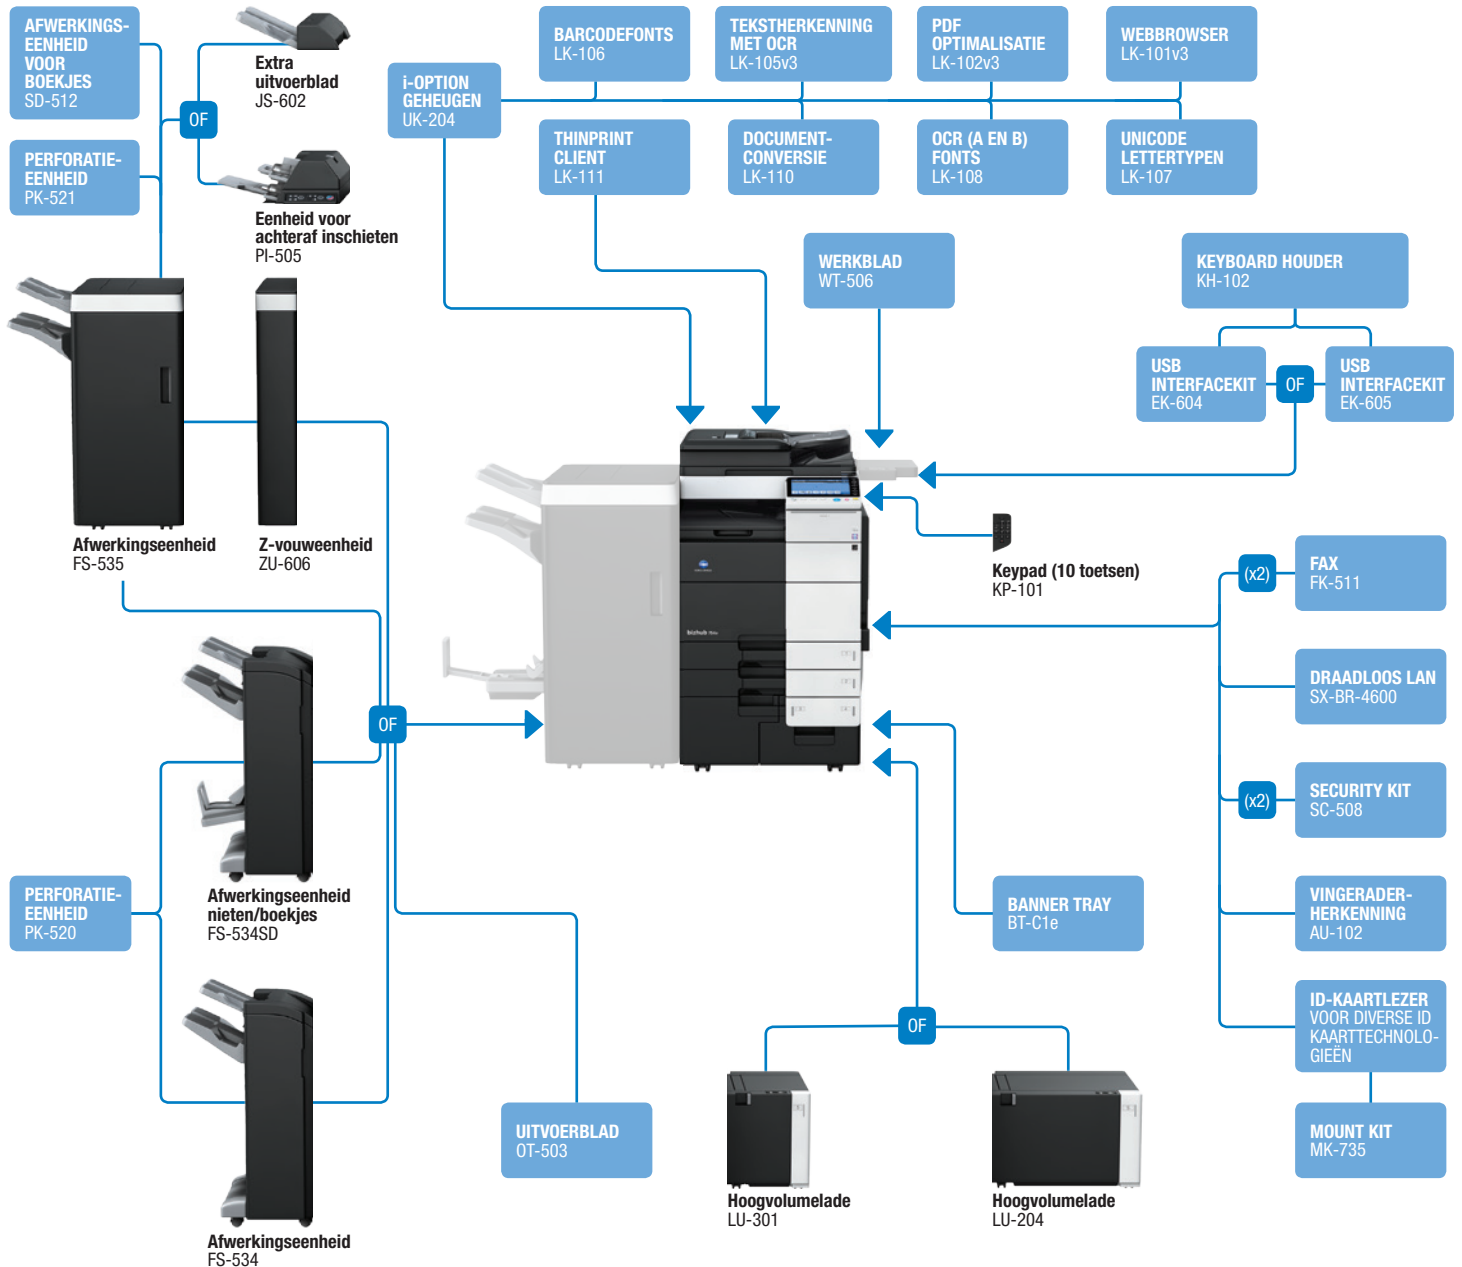 AFWERKINGS-
EENHEID
VOOR
BOEKJES
SD-512
Extra
uitvoerblad
JS-602
OF
PERFORATIE-
EENHEID
PK-521
Eenheid voor
achteraf inschieten
PI-505
i-OPTION
GEHEUGEN
UK-204
BARCODEFONTS
LK-106
TEKSTHERKENNING
MET OCR
LK-105v3
PDF
OPTIMALISATIE
LK-102v3
WEBBROWSER
LK-101v3
THINPRINT
CLIENT
LK-111
DOCUMENT-
CONVERSIE
LK-110
OCR (A EN B)
FONTS
LK-108
UNICODE
LETTERTYPEN
LK-107
WERKBLAD
WT-506
KEYBOARD HOUDER
KH-102
USB
INTERFACEKIT
EK-604
OF
USB
INTERFACEKIT
EK-605
Afwerkingseenheid
FS-535
Z-vouweenheid
ZU-606
Keypad (10 toetsen)
KP-101
(x2)
FAX
FK-511
bizhub
DRAADLOOS LAN
SX-BR-4600
OF
(x2)
SECURITY KIT
SC-508
PERFORATIE-
EENHEID
PK-520
Afwerkingseenheid
nieten/boekjes
FS-534SD
BANNER TRAY
BT-C1e
VINGERADER-
HERKENNING
AU-102
OF
ID-KAARTLEZER
VOOR DIVERSE ID
KAARTTECHNOLO-
GIEËN
UITVOERBLAD
OT-503
MOUNT KIT
MK-735
Hoogvolumelade
LU-301
Hoogvolumelade
LU-204
Afwerkingseenheid
FS-534